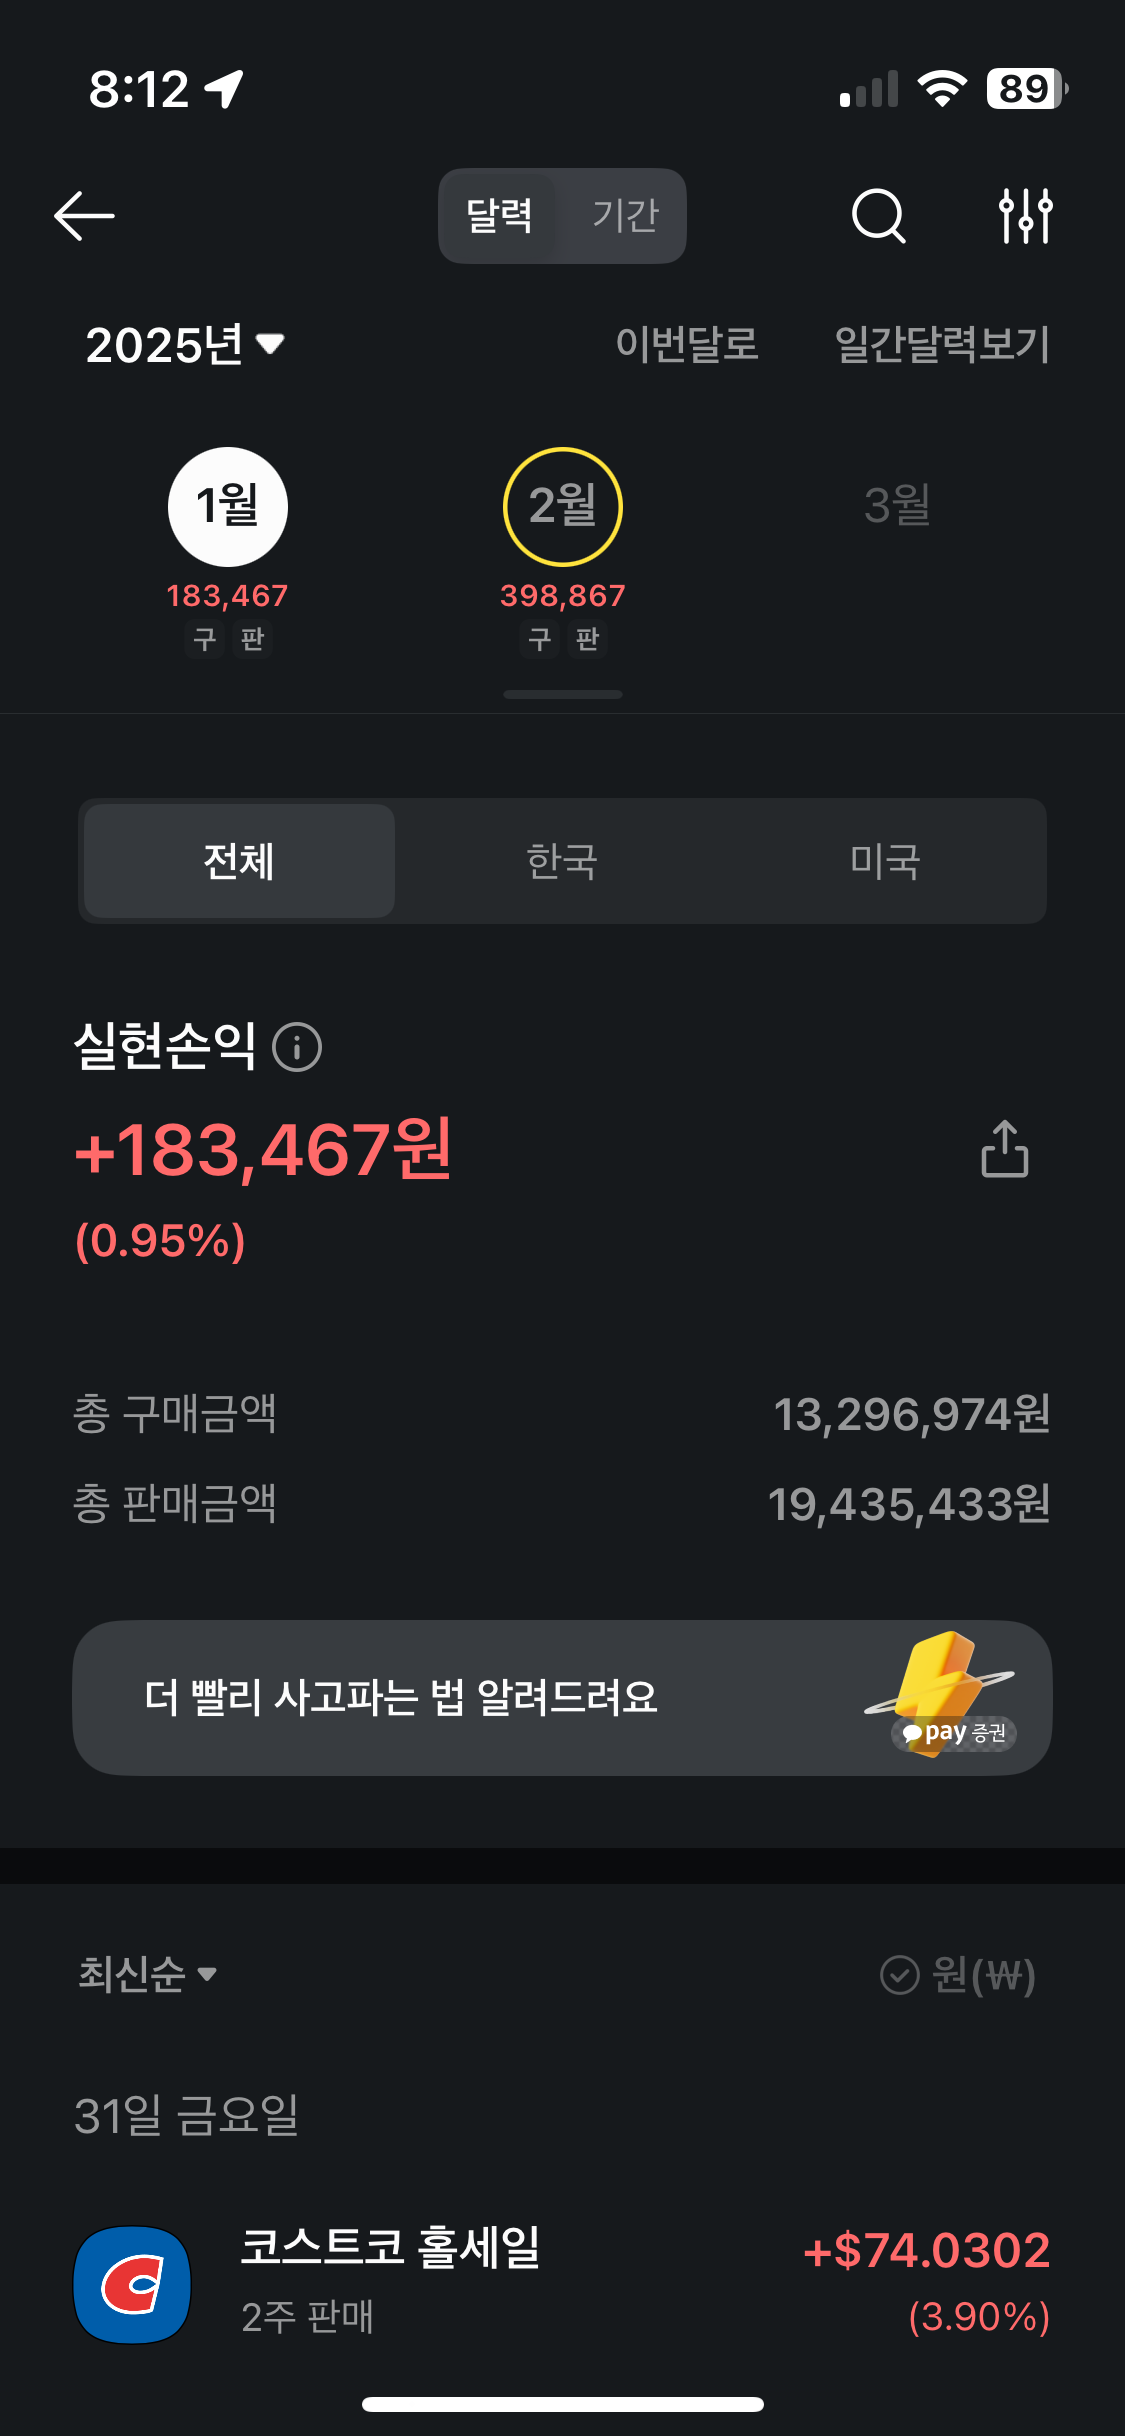 8:12
89
달력
기간
2025년
이번달로
일간달력보기
1월
2월
3월
183,467
398,867
구 판
구 판
전체
한국
미국
실현손익
+183,467원
(0.95%)
총 구매금액
13,296,974원
총 판매금액
19,435,433원
더 빨리 사고파는 법 알려드려요
pay 증권
최신순
원(₩)
31일 금요일
코스트코 홀세일
+$74.0302
2주 판매
(3.90%)